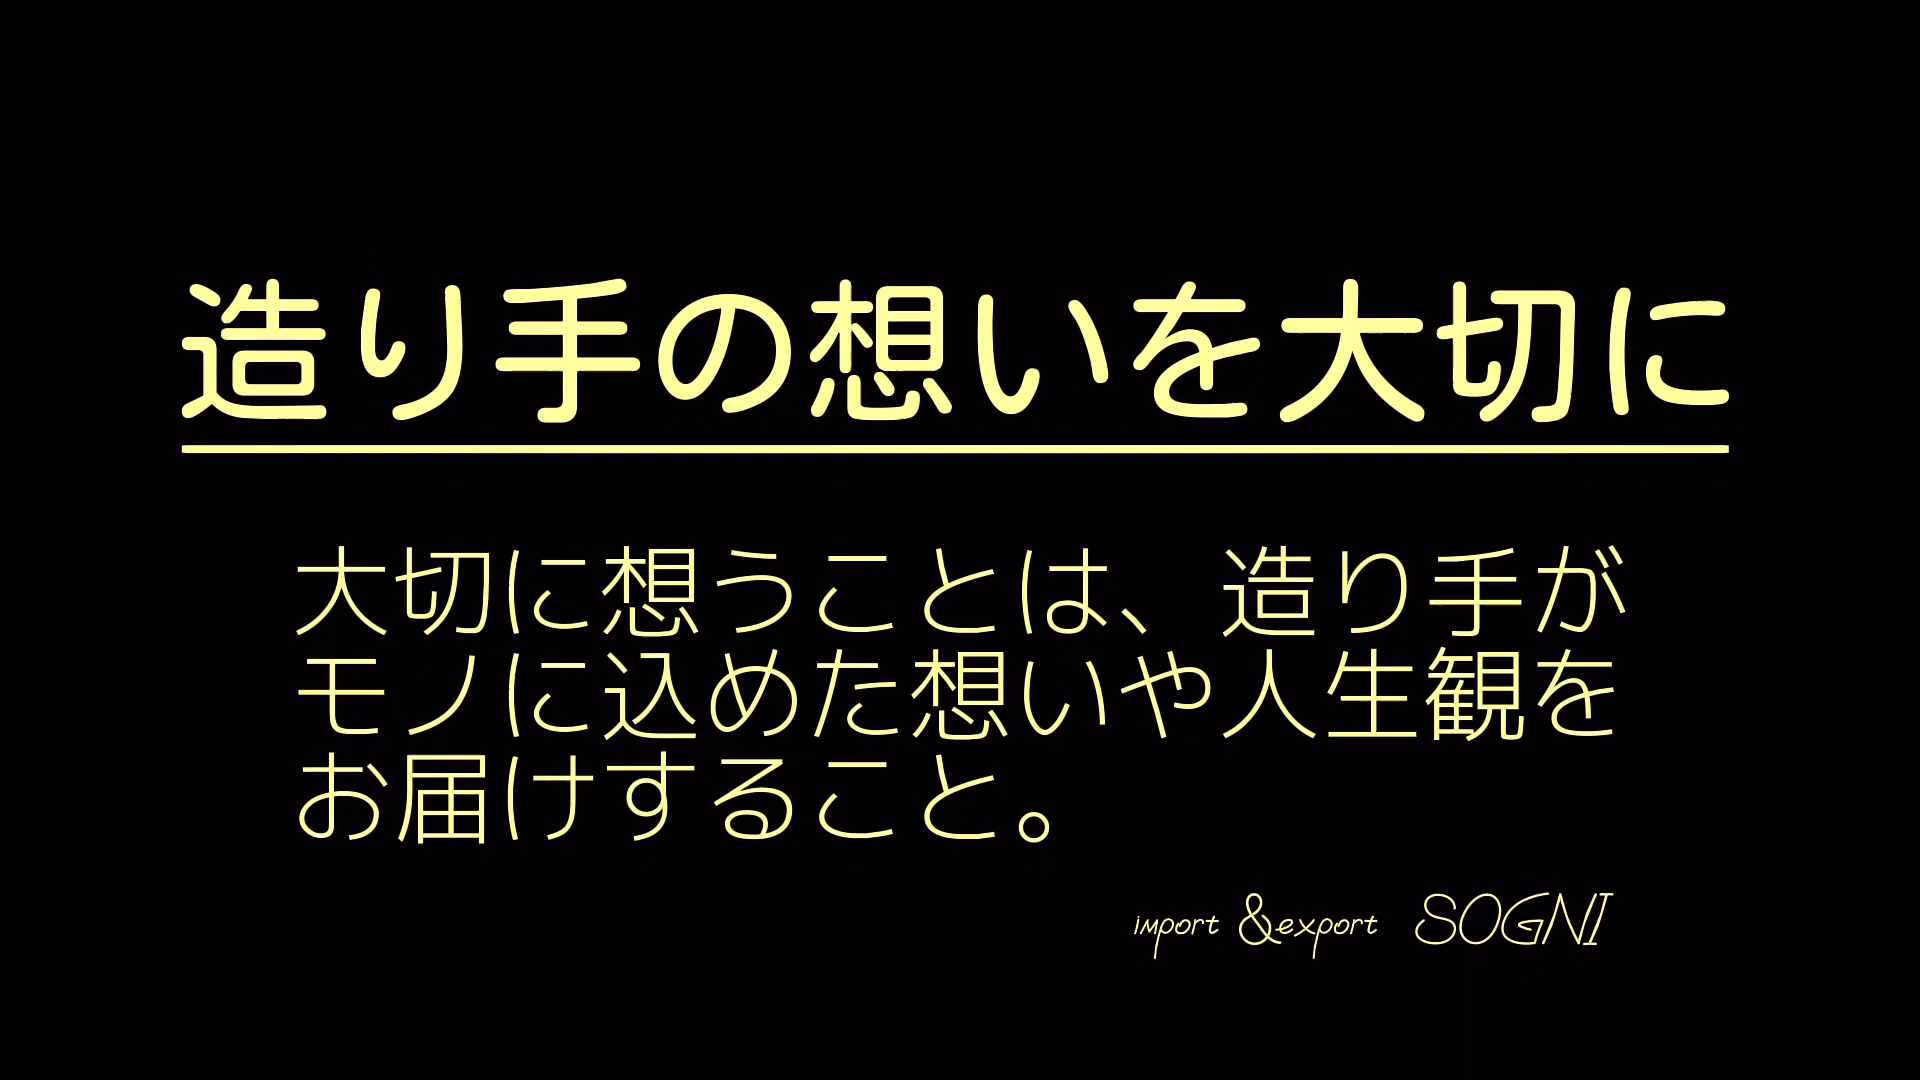 造り手の想いを大切に
大切に想うことは、造り手が
モノに込めた想いや人生観を
お届けすること。
import &export SOGNI